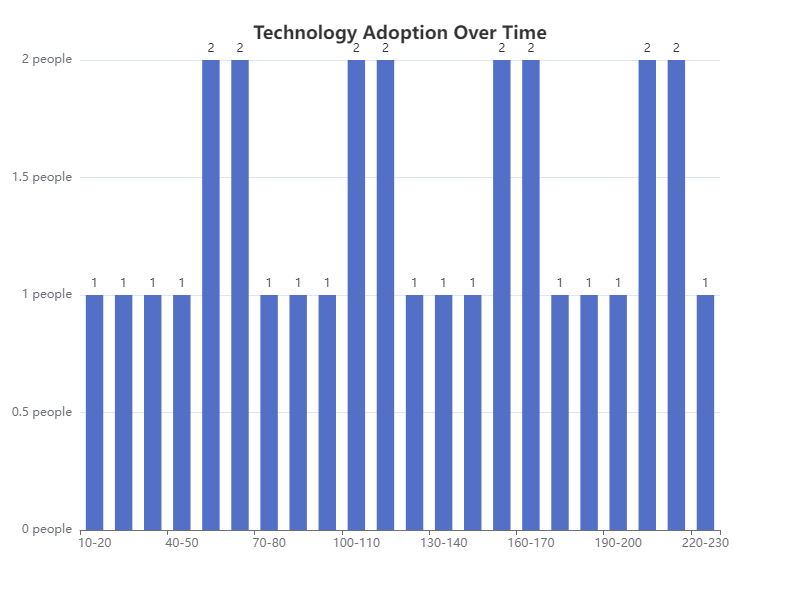 Technology Adoption Over Time
2 people
1.5 people
1 people
0.5 people
0 people
1 1 1 1 2 2 1 1 1 2 2 1 1 1 2 2 1 1 1 2 2 1
10-20 40-50 70-80 100-110 130-140 160-170 190-200 220-230